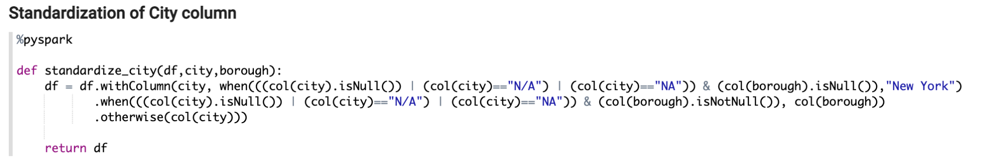 Standardization of City column
%pyspark
def standardize_city(df,city,borough):
df = df.withColumn(city, when(((col(city).isNull()) | (col(city)=="N/A") | (col(city)=="NA")) & (col(borough).isNull()),"New York")
.when(((col(city).isNull()) | (col(city)=="N/A") | (col(city)=="NA")) & (col(borough).isNotNull()), col(borough))
.otherwise(col(city)))
return df